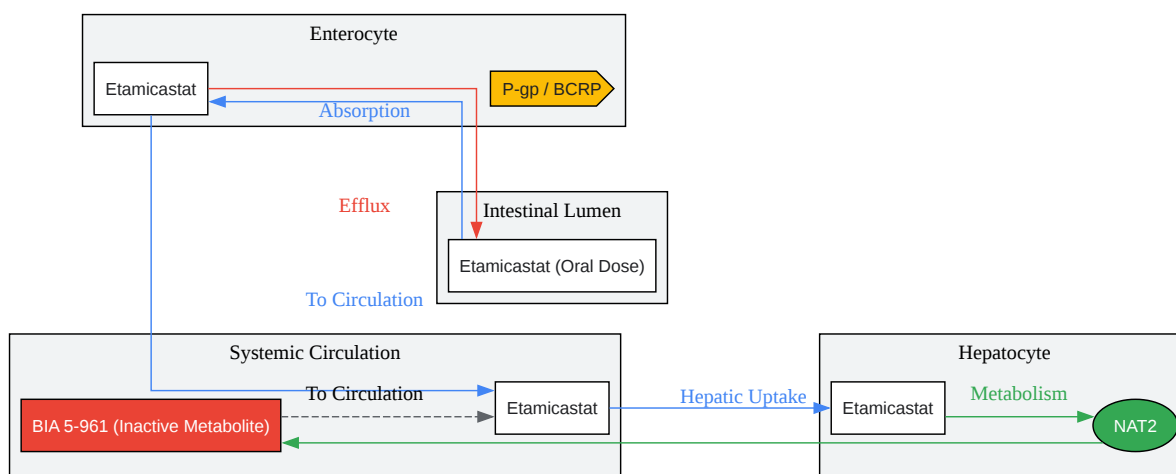 Enterocyte
Etamicastat
P-gp / BCRP
Absorption
Efflux
Intestinal Lumen
Etamicastat (Oral Dose)
To Circulation
Systemic Circulation
Hepatocyte
To Circulation
Hepatic Uptake
Metabolism
Etamicastat
Etamicastat
BIA 5-961 (Inactive Metabolite)
NAT2